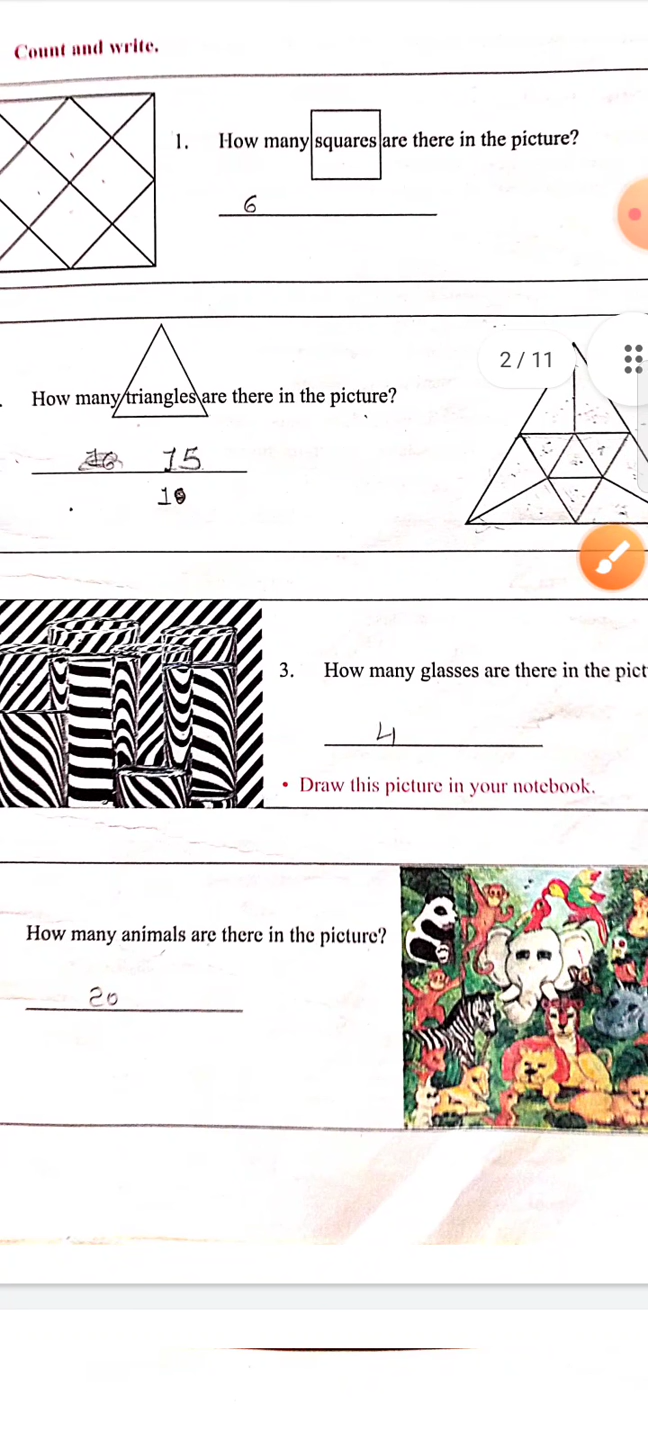 Count and write.
1. How many squares are there in the picture?
6
2 / 11
How many triangles are there in the picture?
15
3. How many glasses are there in the pict
4
• Draw this picture in your notebook.
How many animals are there in the picture?
20